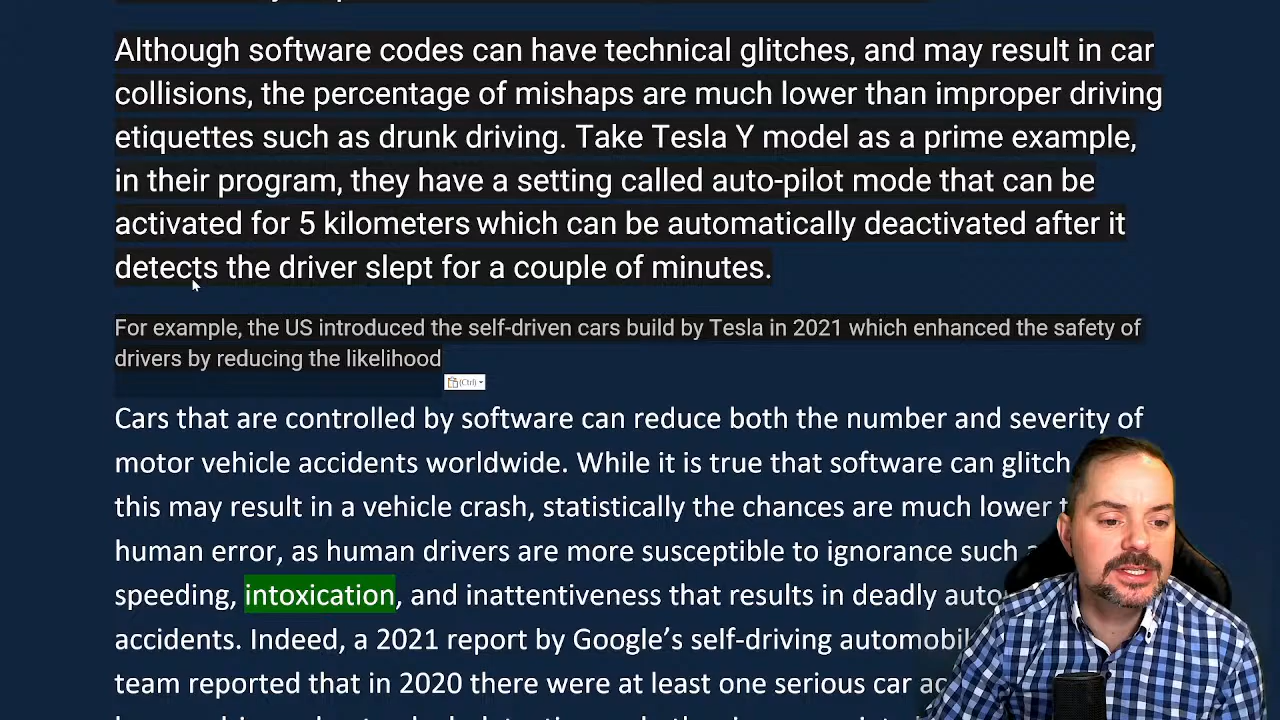 Although software codes can have technical glitches, and may result in car
collisions, the percentage of mishaps are much lower than improper driving
etiquettes such as drunk driving. Take Tesla Y model as a prime example,
in their program, they have a setting called auto-pilot mode that can be
activated for 5 kilometers which can be automatically deactivated after it
detects the driver slept for a couple of minutes.
For example, the US introduced the self-driven cars build by Tesla in 2021 which enhanced the safety of
drivers by reducing the likelihood
(Ctrl)
Cars that are controlled by software can reduce both the number and severity of
motor vehicle accidents worldwide. While it is true that software can glitch
this may result in a vehicle crash, statistically the chances are much lower
human error, as human drivers are more susceptible to ignorance such
speeding, intoxication, and inattentiveness that results in deadly
accidents. Indeed, a 2021 report by Google’s self-driving
team reported that in 2020 there were at least one serious car